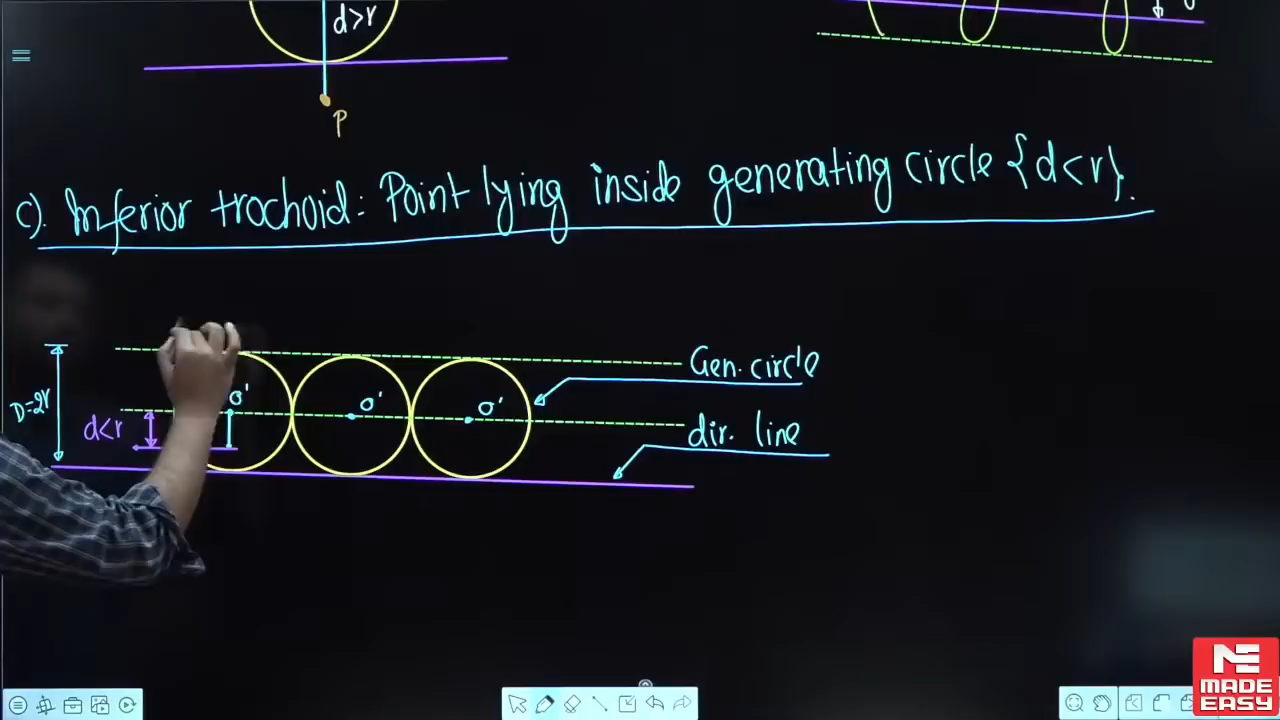 d>r
P
c). Inferior trochoid: Point lying inside generating circle {d<r}.
Gen. circle
O' O' O'
D=2r
d<r
dir. line
MADE
EASY